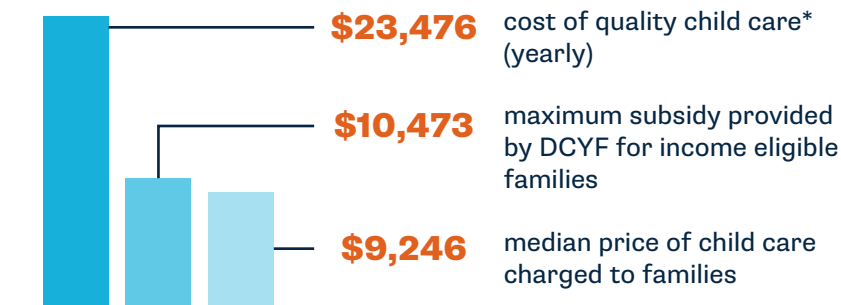 $23,476 cost of quality child care*
(yearly)
$10,473 maximum subsidy provided
by DCYF for income eligible
families
$9,246 median price of child care
charged to families